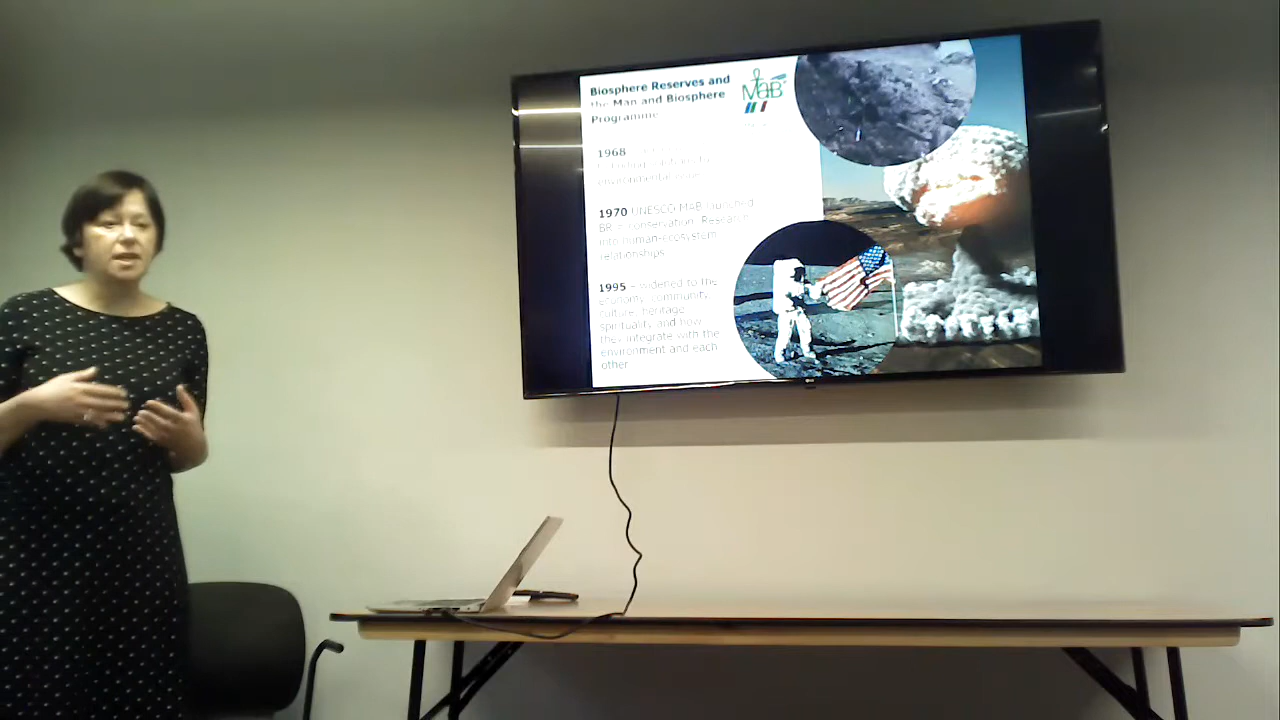 Biosphere Reserves and
the Man and Biosphere
Programme
MaB
1968
environmental
1970 UNESCO MAB launched
BR = conservation. Research
into human-ecosystem
relationships
1995 – widened to the
economy, community,
culture, heritage
spirituality and how
they integrate with the
environment and each
other
LG